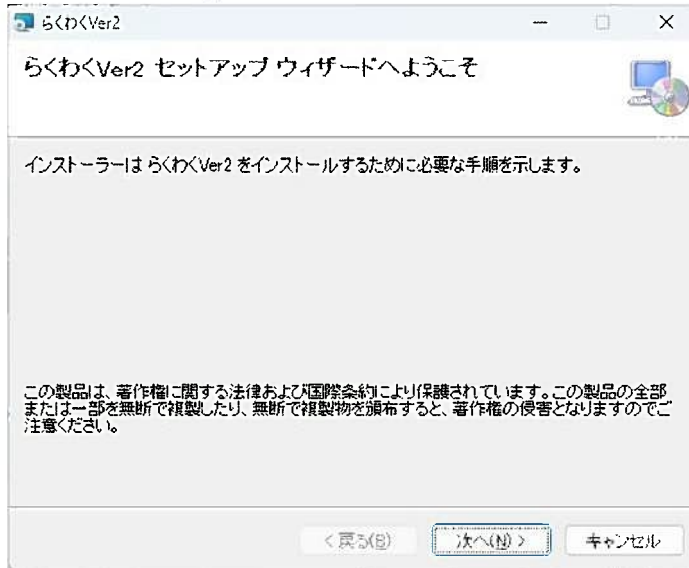 らくわくVer2
らくわくVer2 セットアップ ウィザードへようこそ
インストーラーは らくわくVer2 をインストールするために必要な手順を示します。
この製品は、著作権に関する法律および国際条約により保護されています。この製品の全部
または一部を無断で複製したり、無断で複製物を頒布すると、著作権の侵害となりますのでご
注意ください。
< 戻る(B) 次へ(N) > キャンセル